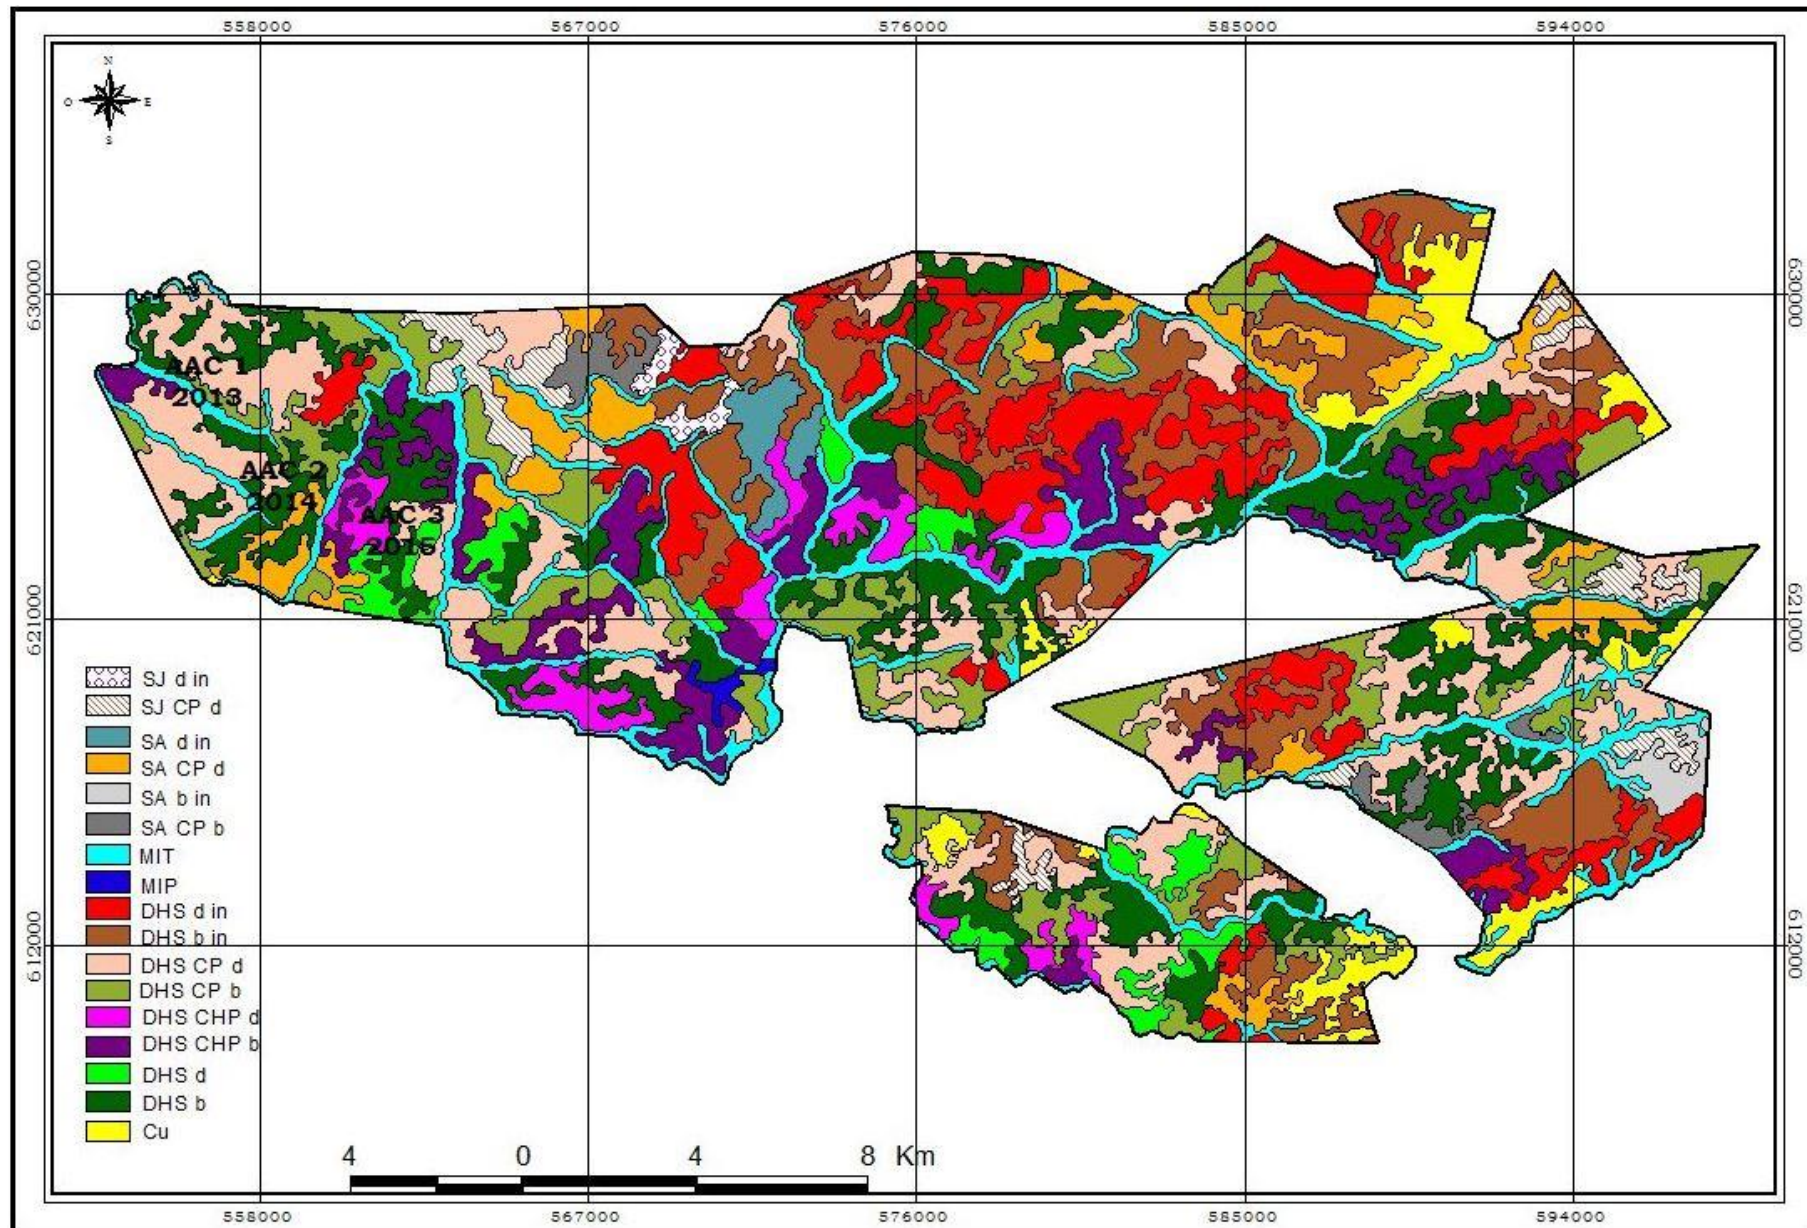 558000 567000 576000 585000 594000
N
O E
S
630000 630000
AAC 1
2013
AAC 2
2014
AAC 3
2015
621000 621000
SJ d in
SJ CP d
SA d in
SA CP d
SA b in
SA CP b
MIT
MIP
DHS d in
DHS b in
DHS CP d
DHS CP b
DHS CHP d
DHS CHP b
DHS d
DHS b
Cu
612000 612000
4 0 4 8 Km
558000 567000 576000 585000 594000